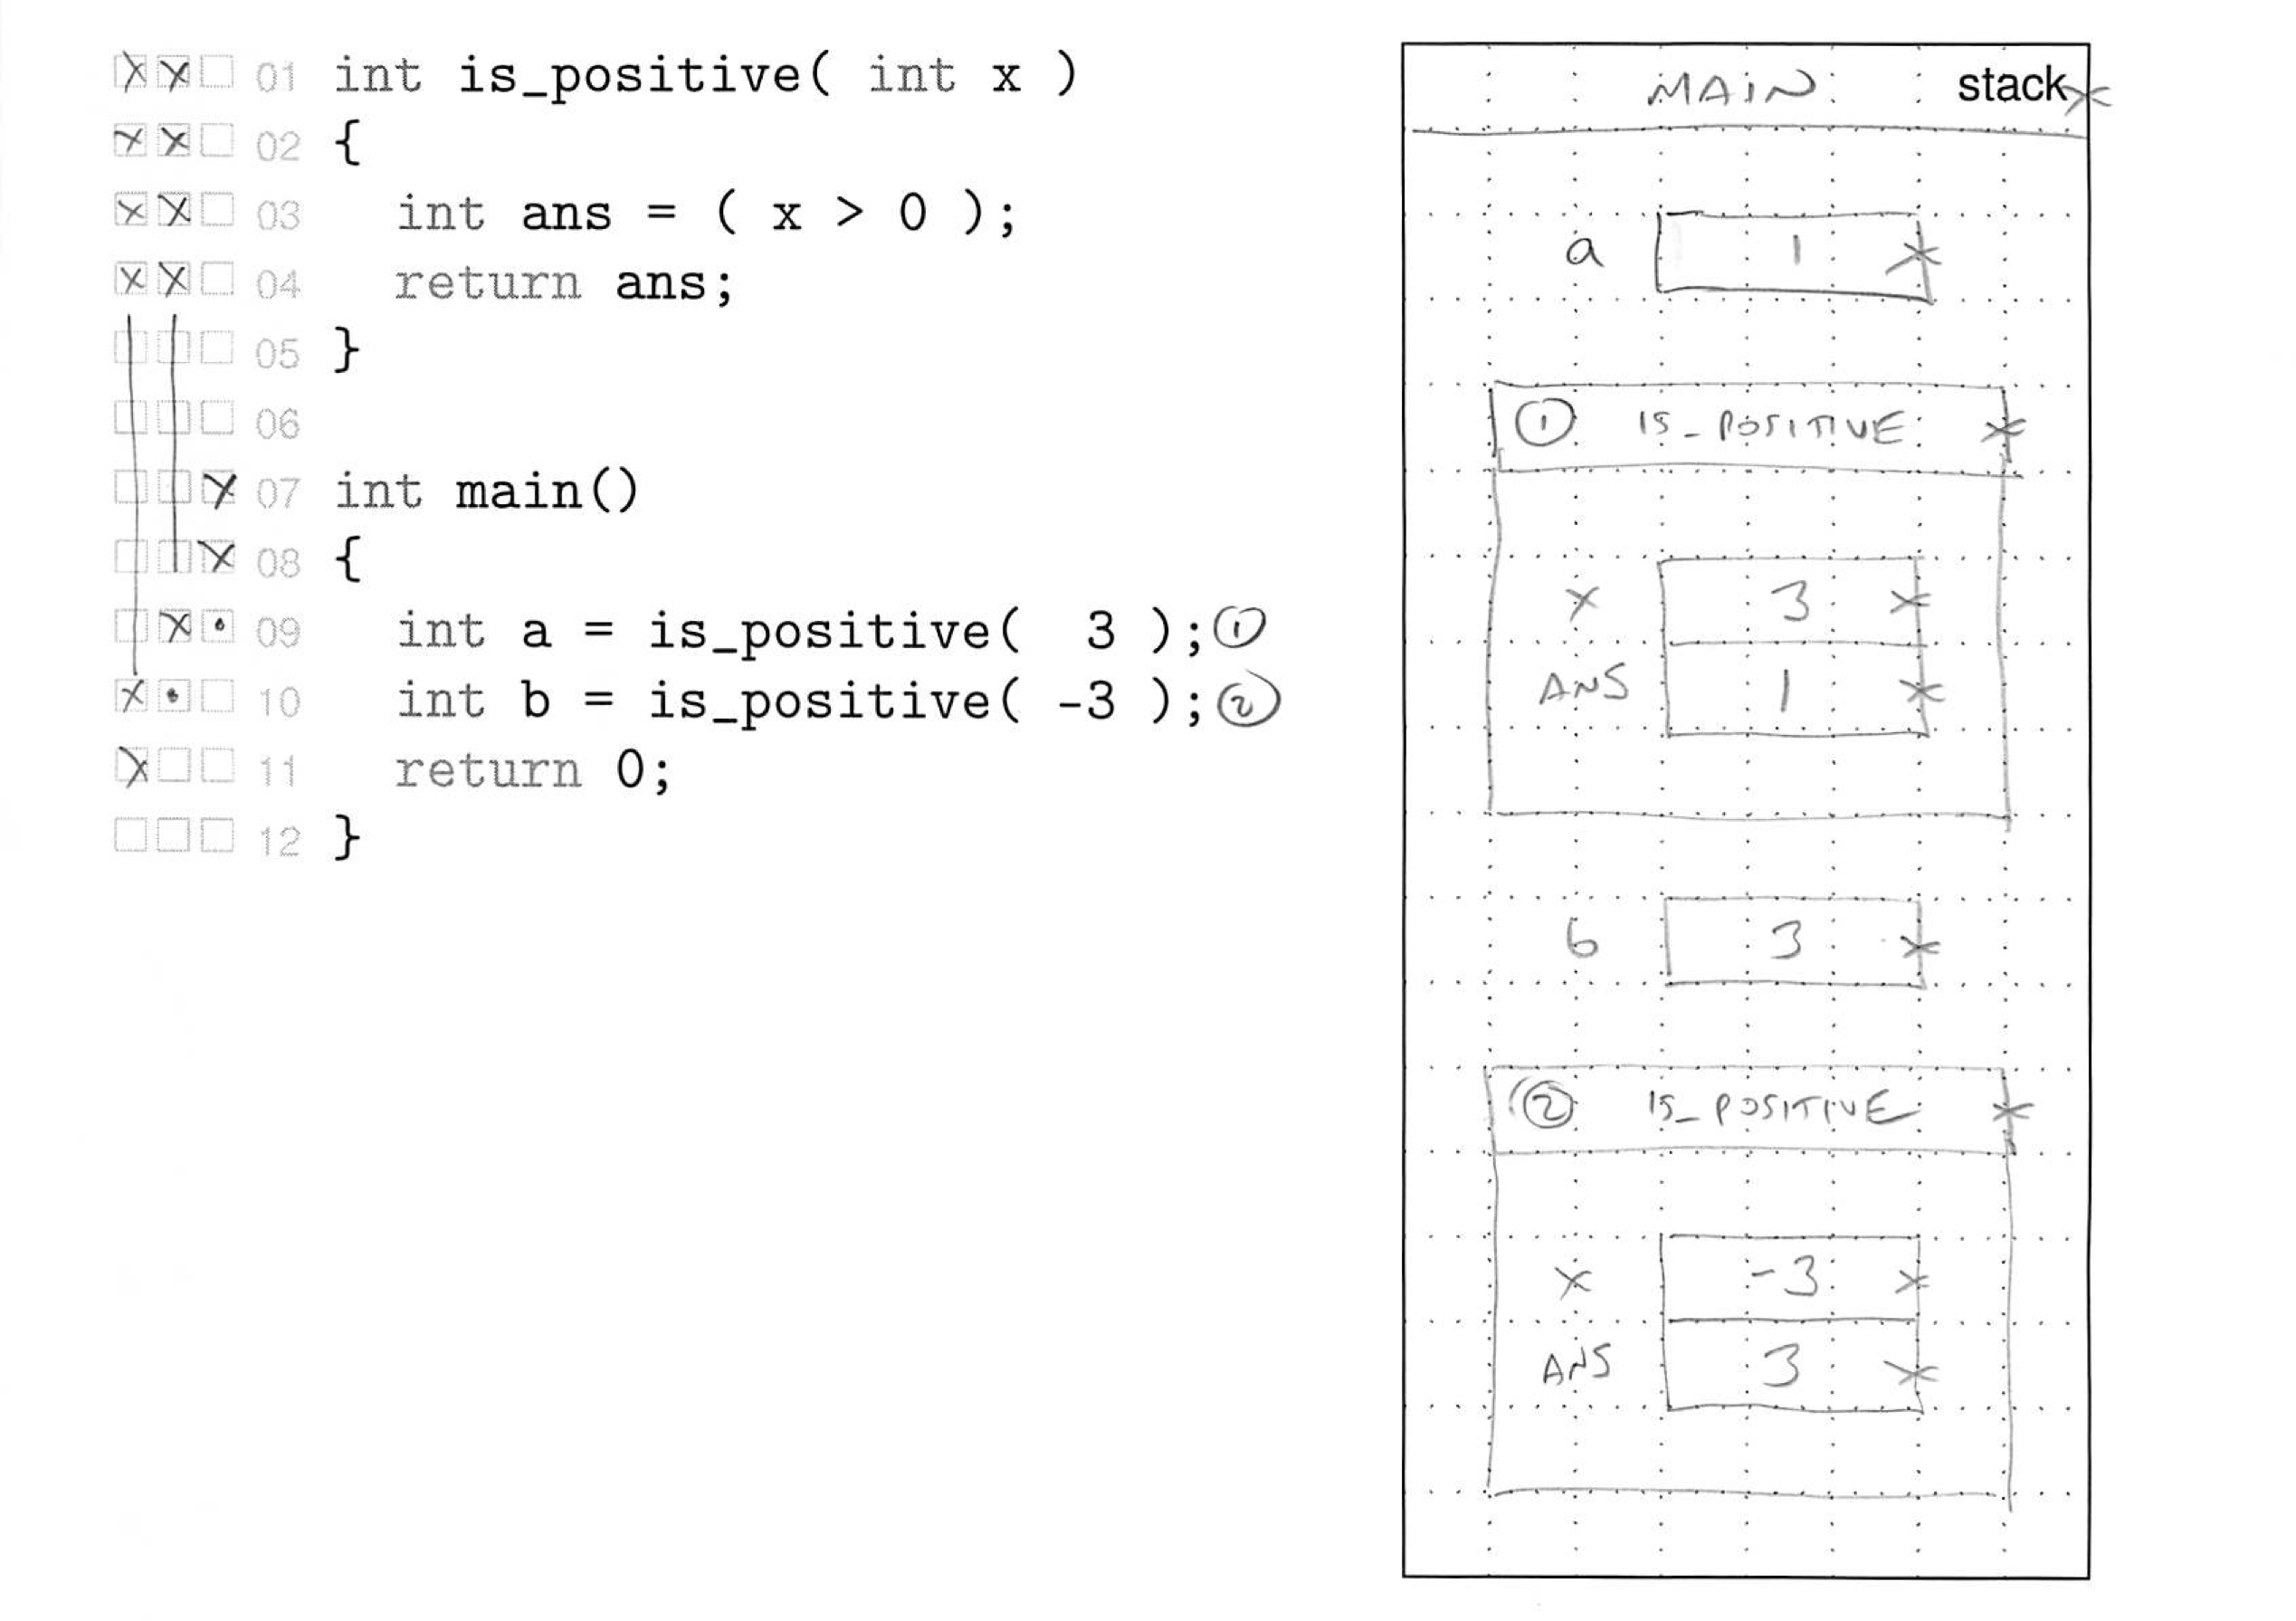 01 int is_positive( int x )
02 {
03 int ans = ( x > 0 );
04 return ans;
05 }
06
07 int main()
08 {
09 int a = is_positive( 3 ); ①
10 int b = is_positive( -3 ); ②
11 return 0;
12 }
MAIN stack
a 1
① IS_POSITIVE
x 3
ANS 1
b 3
② IS_POSITIVE
x -3
ANS 3